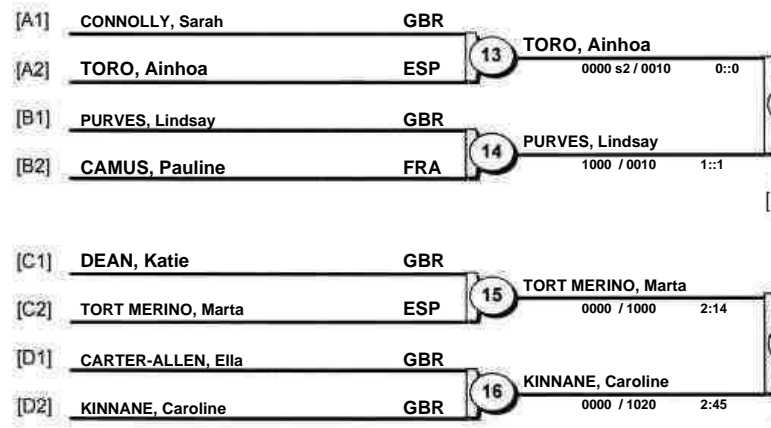 [A1] CONNOLLY, Sarah GBR
13 TORO, Ainhoa
[A2] TORO, Ainhoa ESP
0000 s2 / 0010 0::0
[B1] PURVES, Lindsay GBR
14 PURVES, Lindsay
[B2] CAMUS, Pauline FRA
1000 / 0010 1::1
[
[C1] DEAN, Katie GBR
15 TORT MERINO, Marta
[C2] TORT MERINO, Marta ESP
0000 / 1000 2:14
[D1] CARTER-ALLEN, Ella GBR
16 KINNANE, Caroline
[D2] KINNANE, Caroline GBR
0000 / 1020 2:45